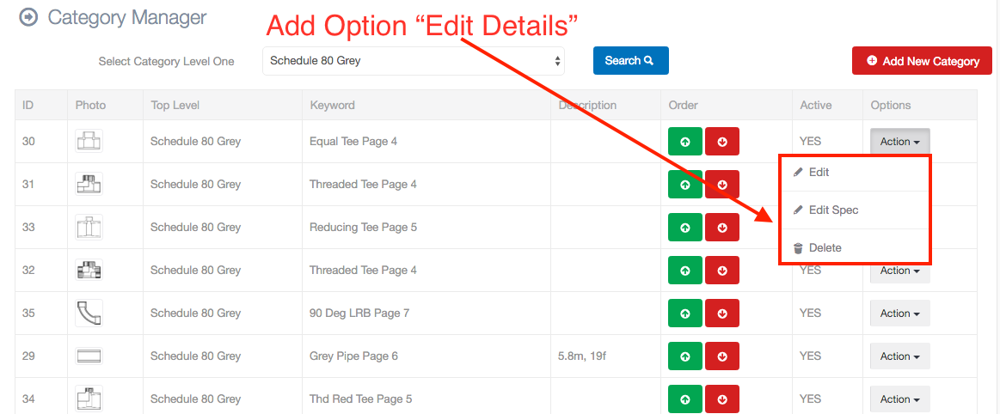 Category Manager
Add Option “Edit Details”
Select Category Level One
Schedule 80 Grey
Search
Add New Category
ID Photo Top Level Keyword Description Order Active Options
30 Schedule 80 Grey Equal Tee Page 4 YES Action
31 Schedule 80 Grey Threaded Tee Page 4
33 Schedule 80 Grey Reducing Tee Page 5
Edit
Edit Spec
Delete
32 Schedule 80 Grey Threaded Tee Page 4 YES Action
35 Schedule 80 Grey 90 Deg LRB Page 7 YES Action
29 Schedule 80 Grey Grey Pipe Page 6 5.8m, 19f YES Action
34 Schedule 80 Grey Thd Red Tee Page 5 YES Action